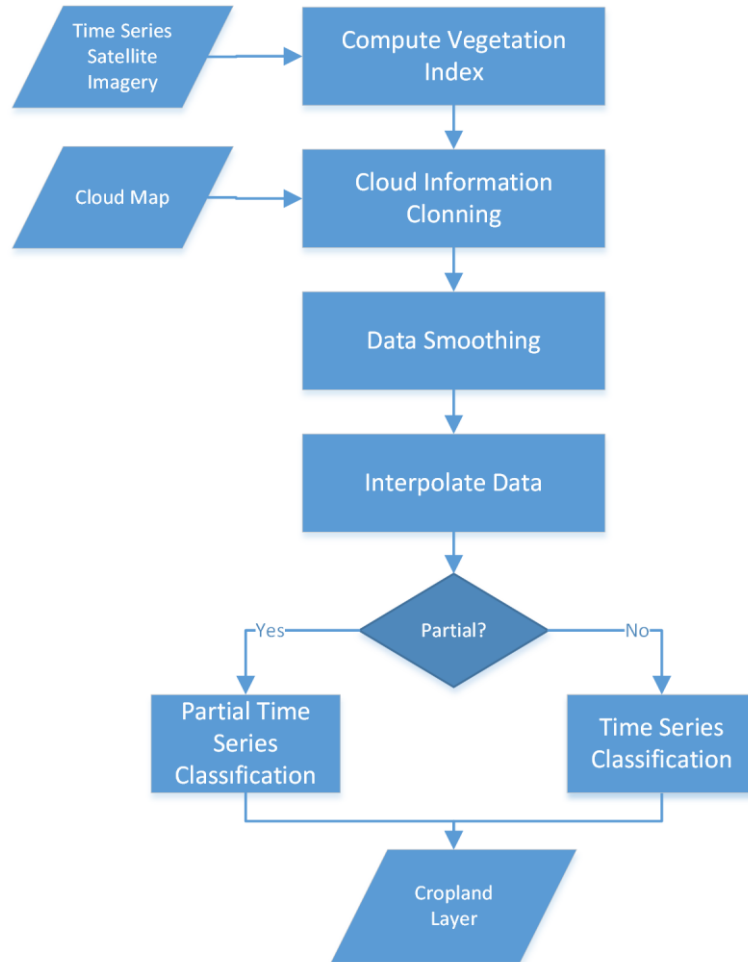 Time Series
Satellite
Imagery
Compute Vegetation
Index
Cloud Map
Cloud Information
Clonning
Data Smoothing
Interpolate Data
Partial?
Yes
No
Partial Time
Series
Classification
Time Series
Classification
Cropland
Layer